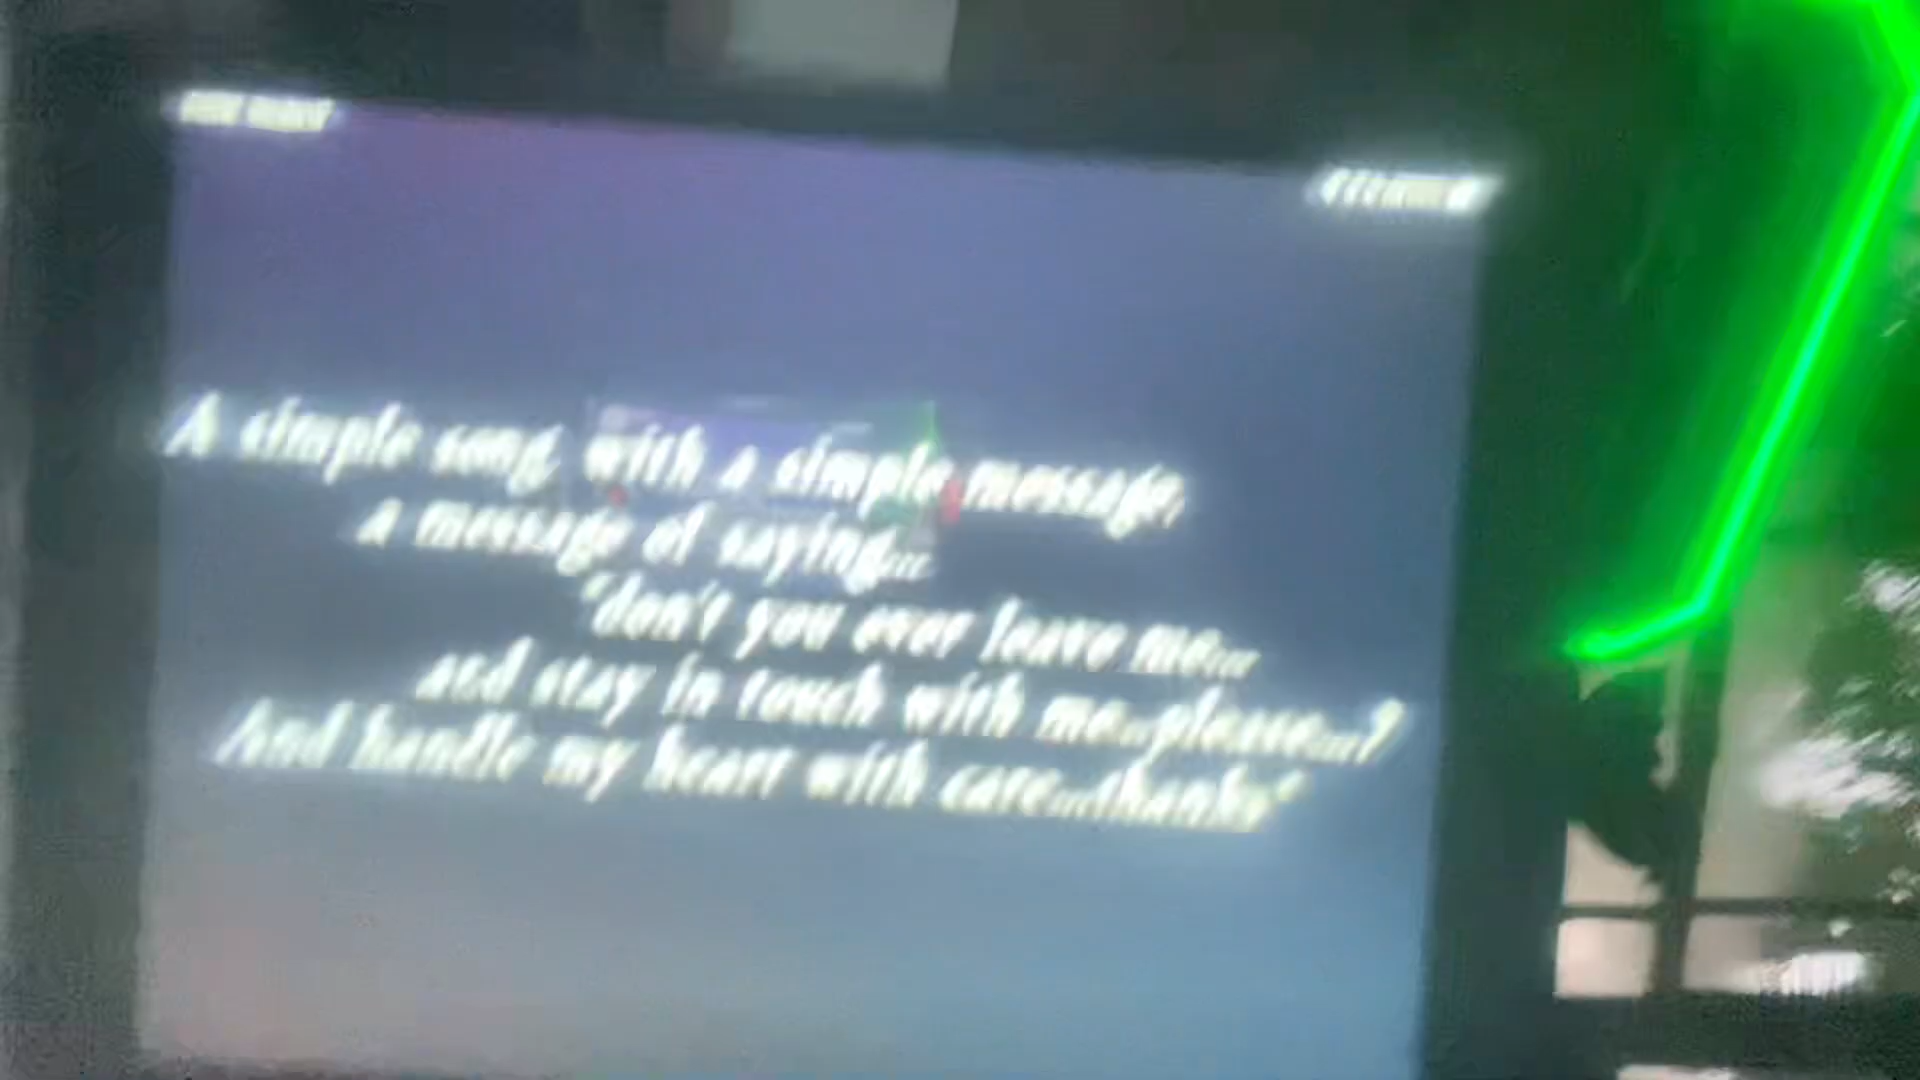 A simple song, with a simple message,
a message of saying...
"don't you ever leave me...
and stay in touch with me...please...?
And handle my heart with care...thanks"